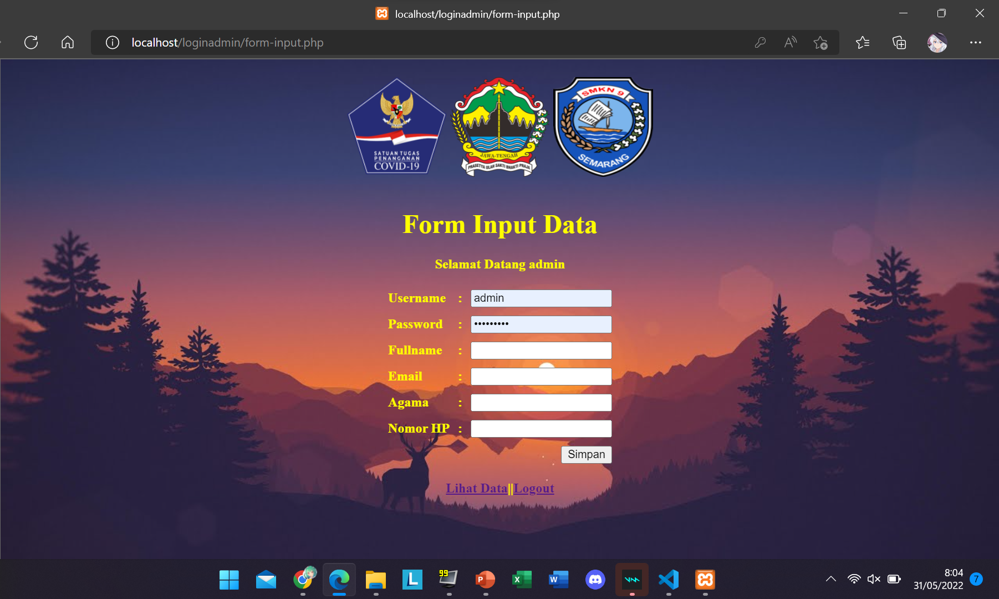 localhost/loginadmin/form-input.php
localhost/loginadmin/form-input.php
SATUAN TUGAS
PENANGANAN
COVID-19
JAWA-TENGAH
PRASETYA ULAH SAKTI BHAKTI PRAJA
SMKN 9
SEMARANG
Form Input Data
Selamat Datang admin
Username : admin
Password : •••••••••
Fullname :
Email :
Agama :
Nomor HP :
Simpan
Lihat Data||Logout
99
L
P
X
W
8:04
31/05/2022
7